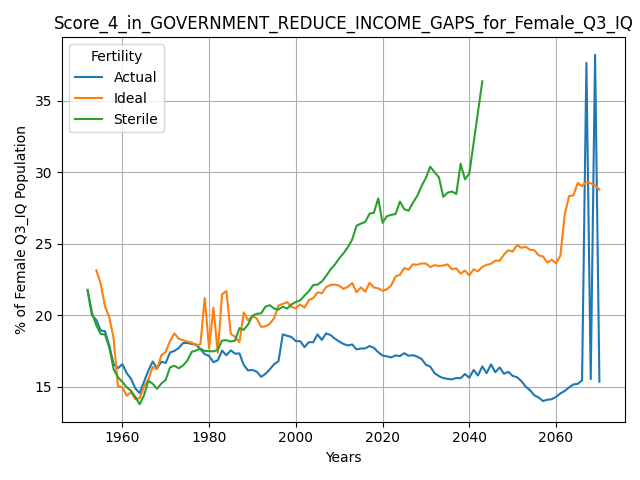 Score_4_in_GOVERNMENT_REDUCE_INCOME_GAPS_for_Female_Q3_IQ
Fertility
Actual
Ideal
Sterile
% of Female Q3_IQ Population
35
30
25
20
15
1960
1980
2000
2020
2040
2060
Years